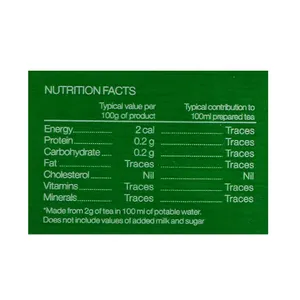 NUTRITION FACTS
Typical value per 100g of product Typical contribution to 100ml prepared tea
Energy 2 cal Traces
Protein 0.2 g Traces
Carbohydrate 0.2 g Traces
Fat Traces Traces
Cholesterol Nil Nil
Vitamins Traces Traces
Minerals Traces Traces
*Made from 2g of tea in 100 ml of potable water.
Does not include values of added milk and sugar